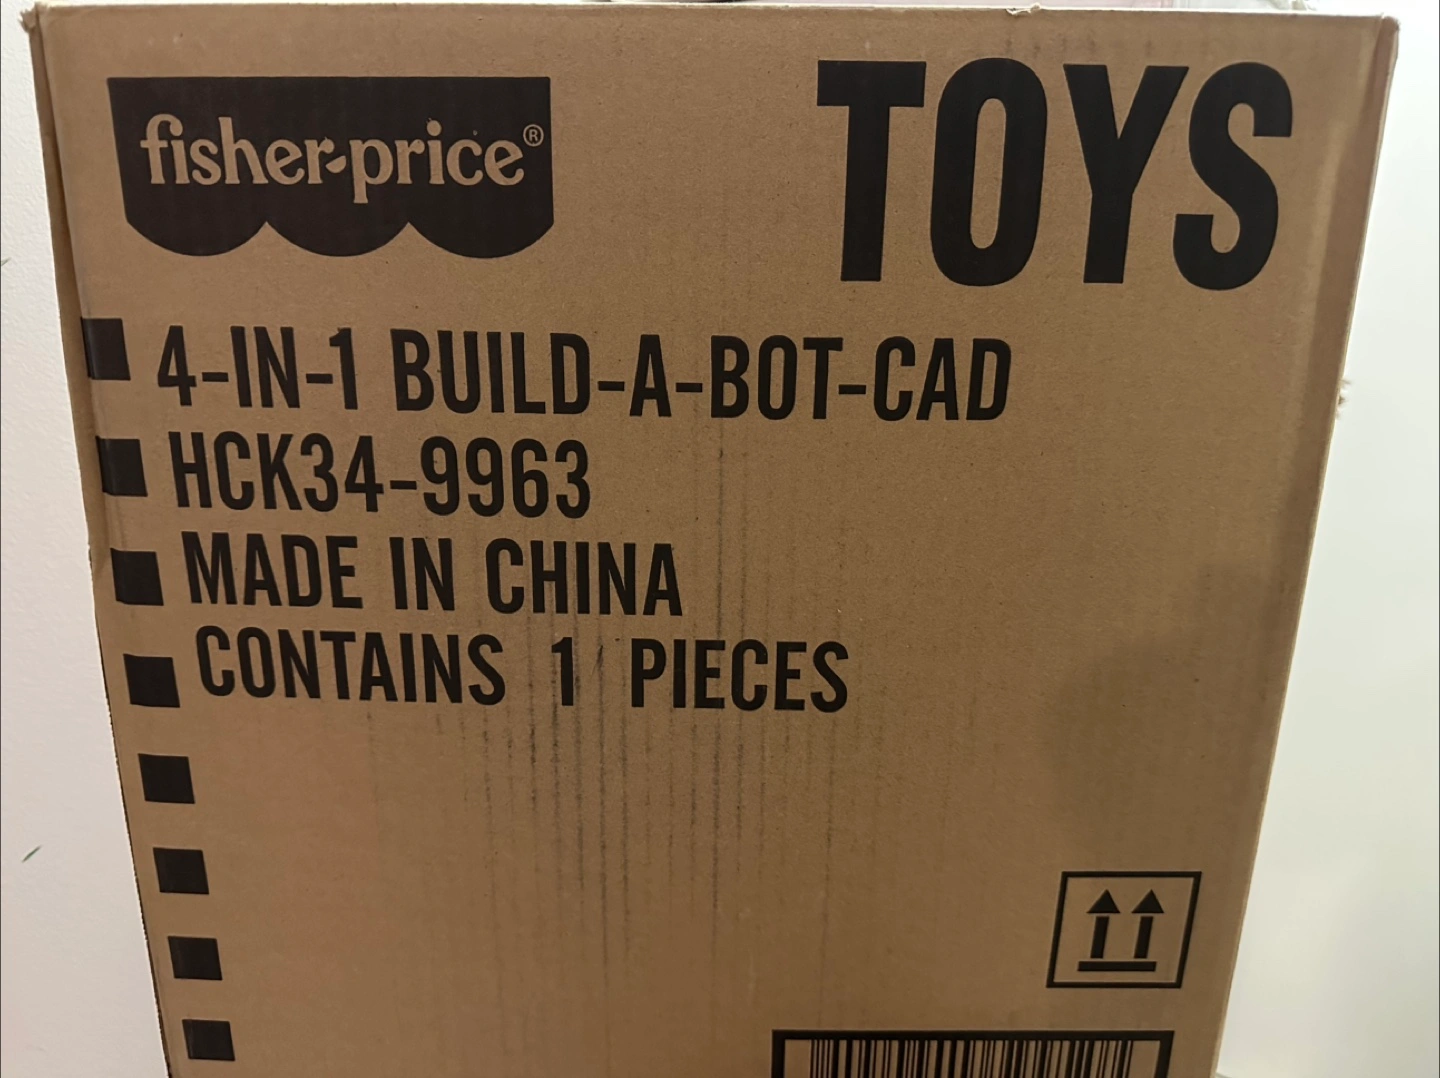 fisher-price®
TOYS
4-IN-1 BUILD-A-BOT-CAD
HCK34-9963
MADE IN CHINA
CONTAINS 1 PIECES